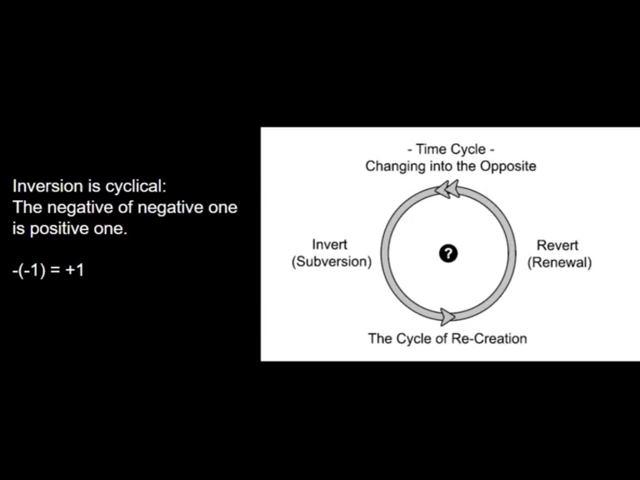 Inversion is cyclical:
The negative of negative one
is positive one.
-(-1) = +1
- Time Cycle -
Changing into the Opposite
Invert
(Subversion)
?
Revert
(Renewal)
The Cycle of Re-Creation